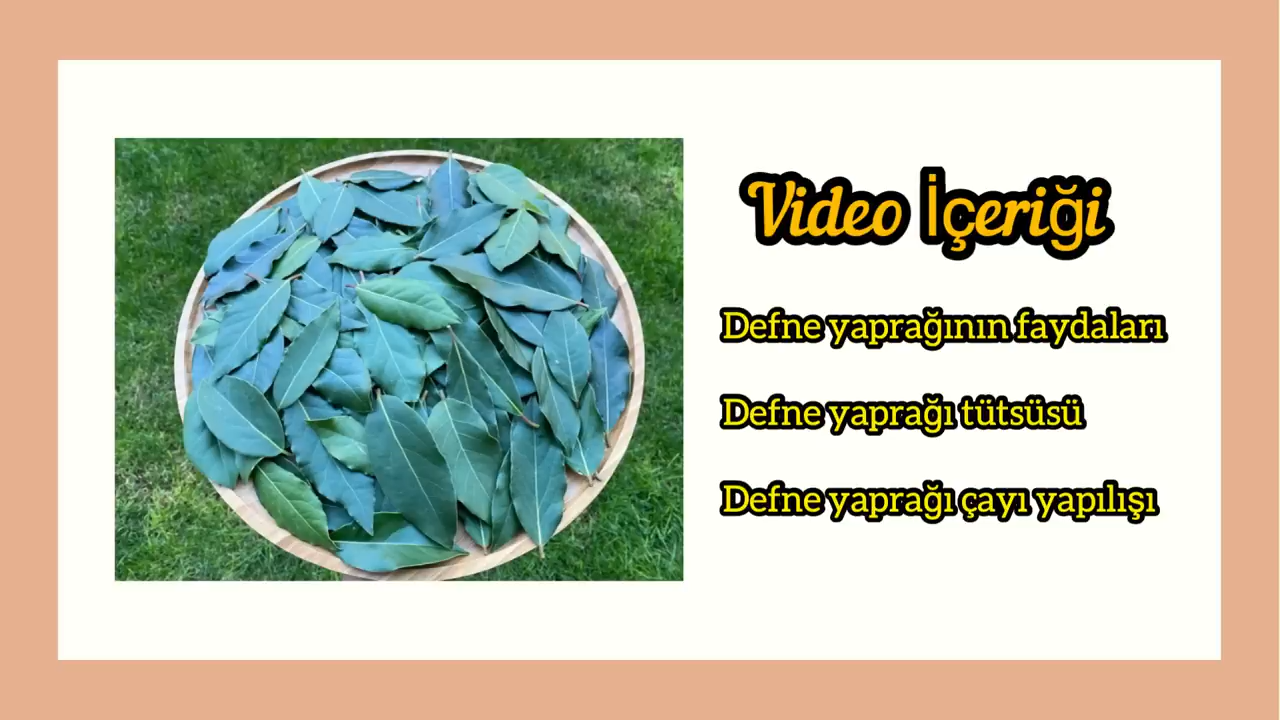 Video İçeriği
Defne yaprağının faydaları
Defne yaprağı tütsüsü
Defne yaprağı çayı yapılışı